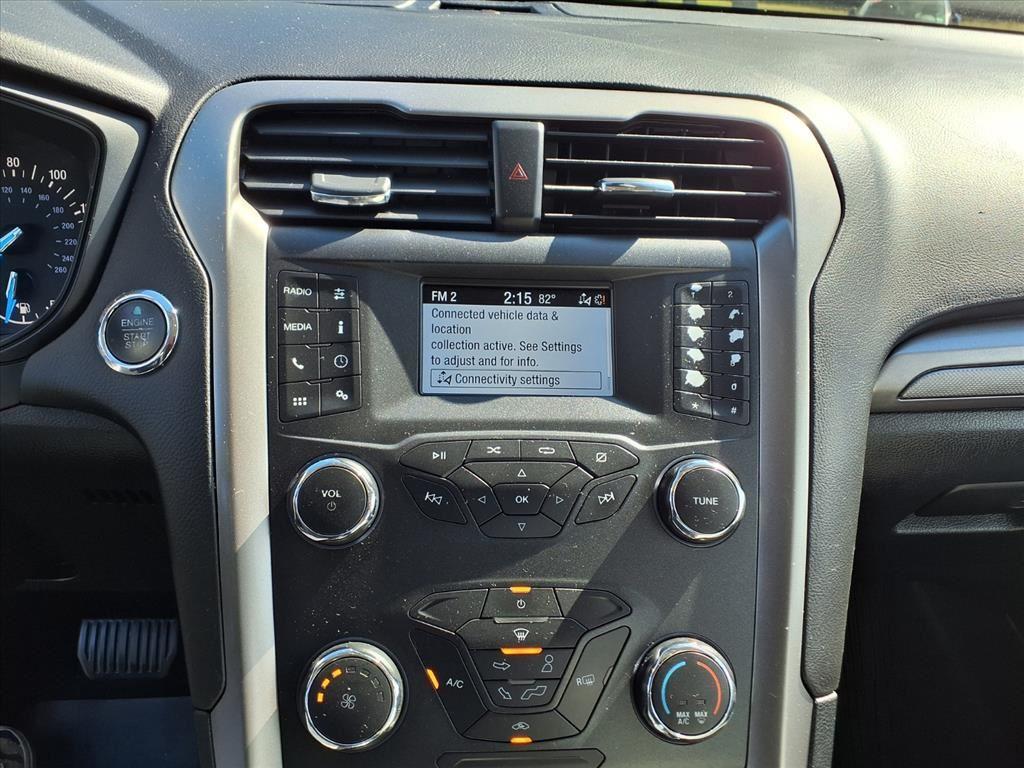 80
100
120
140
160
180
200
220
240
260
ENGINE
START
STOP
RADIO
MEDIA
i
FM 2
2:15
82°
Connected vehicle data &
location
collection active. See Settings
to adjust and for info.
Connectivity settings
2
*
#
VOL
OK
TUNE
A/C
R
MAX
A/C
MAX